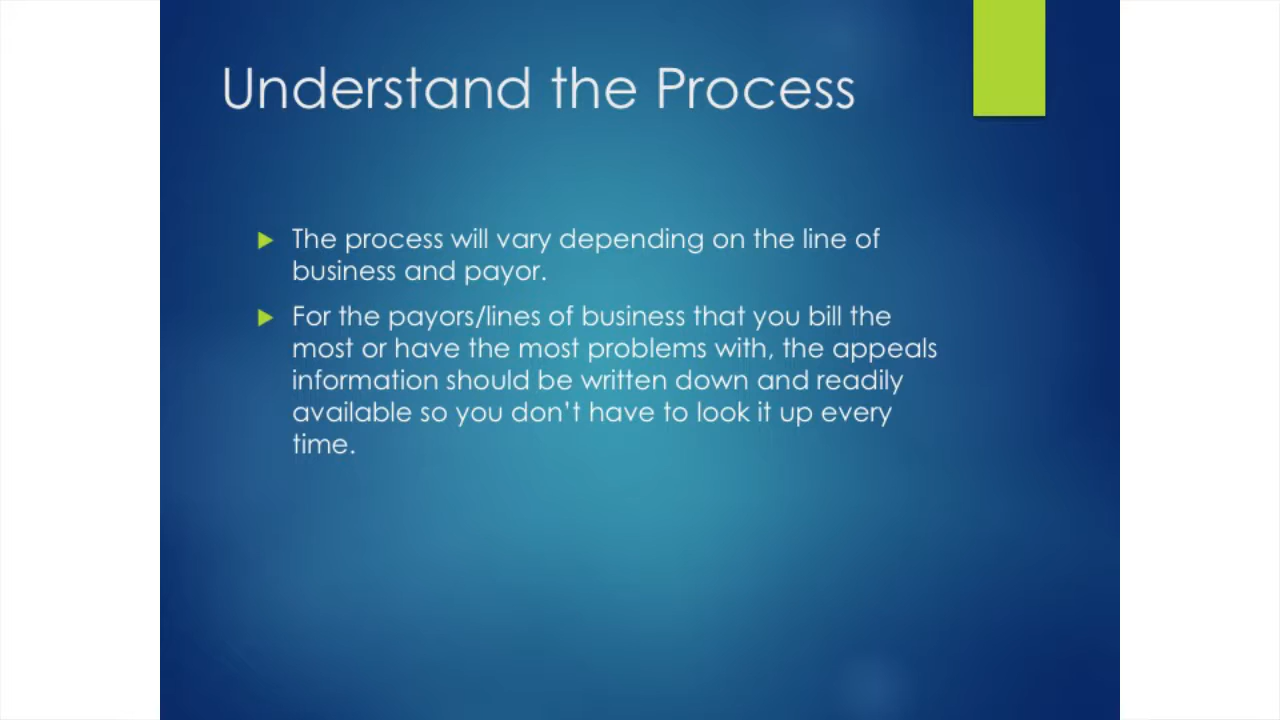 Understand the Process
The process will vary depending on the line of
business and payor.
For the payors/lines of business that you bill the
most or have the most problems with, the appeals
information should be written down and readily
available so you don't have to look it up every
time.